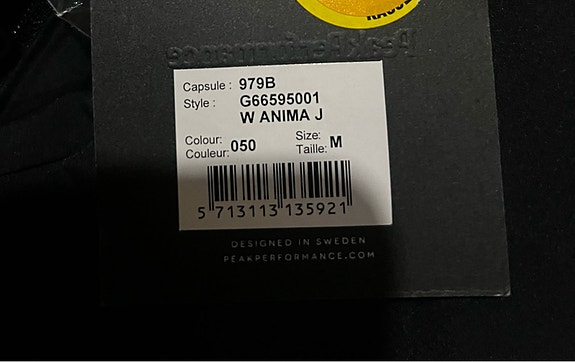 PeakPerformance
Capsule : 979B
Style : G66595001
W ANIMA J
Colour: Size:
Couleur: 050 Taille: M
5 713113 135921
DESIGNED IN SWEDEN
PEAKPERFORMANCE.COM